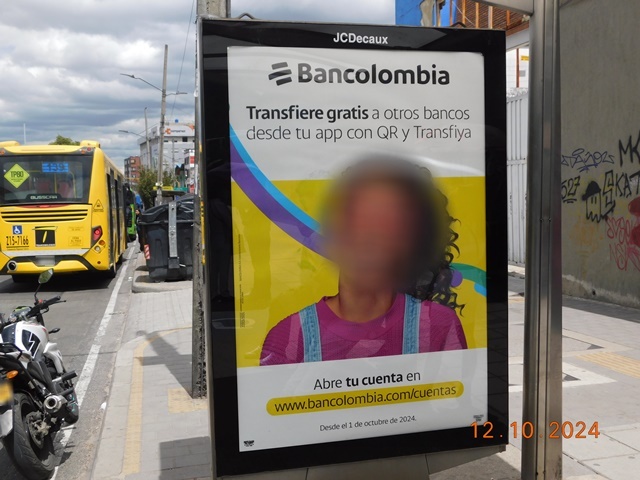 JCDecaux
Bancolombia
Transfiere gratis a otros bancos
desde tu app con QR y Transfiya
Abre tu cuenta en
www.bancolombia.com/cuentas
Desde el 1 de octubre de 2024.
BUSSCAR
12.10.2024